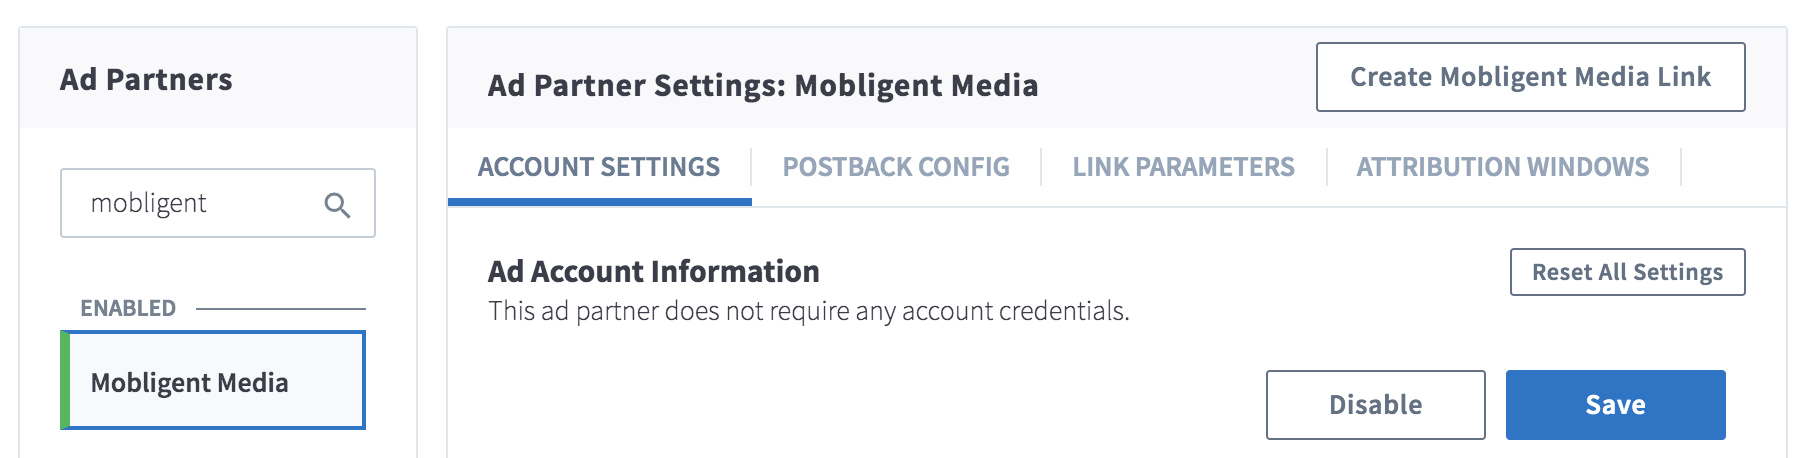 Ad Partners
mobligent
ENABLED
Mobligent Media
Ad Partner Settings: Mobligent Media
Create Mobligent Media Link
ACCOUNT SETTINGS
POSTBACK CONFIG
LINK PARAMETERS
ATTRIBUTION WINDOWS
Ad Account Information
Reset All Settings
This ad partner does not require any account credentials.
Disable
Save